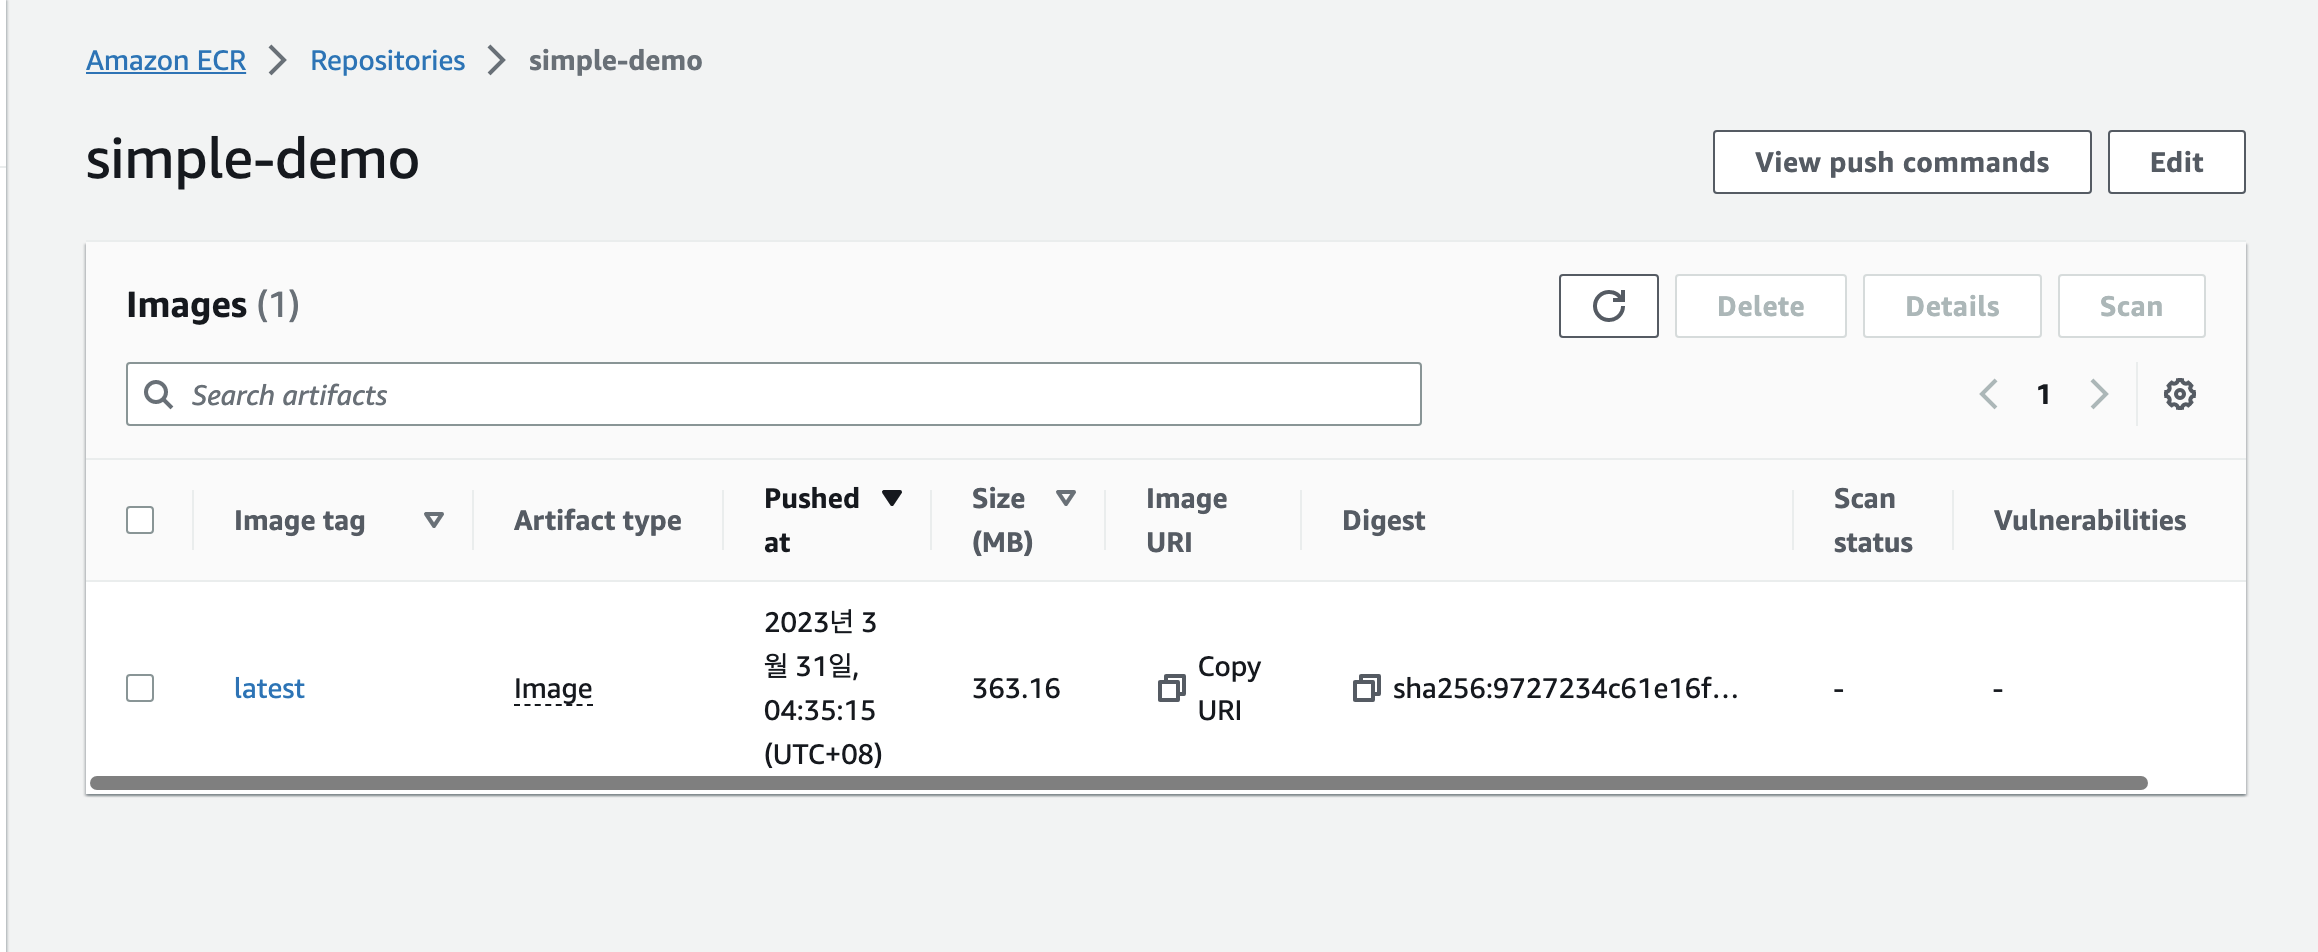 Amazon ECR
Repositories
simple-demo
simple-demo
View push commands
Edit
Images (1)
Delete
Details
Scan
Search artifacts
1
Image tag
Artifact type
Pushed
at
Size
(MB)
Image
URI
Digest
Scan
status
Vulnerabilities
latest
Image
2023년 3
월 31일,
04:35:15
(UTC+08)
363.16
Copy
URI
sha256:9727234c61e16f...
-
-